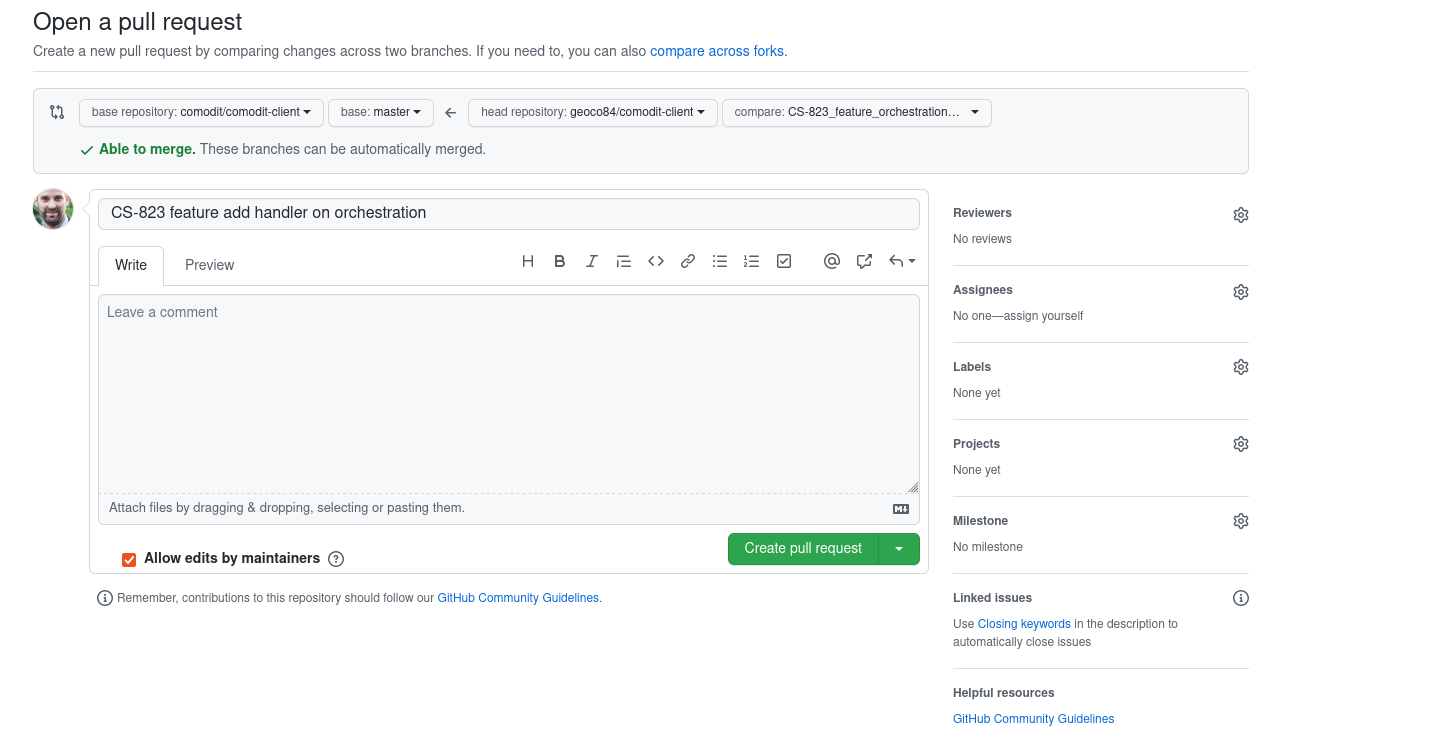 Open a pull request
Create a new pull request by comparing changes across two branches. If you need to, you can also compare across forks.
base repository: comodit/comodit-client base: master head repository: geoco84/comodit-client compare: CS-823_feature_orchestration…
Able to merge. These branches can be automatically merged.
CS-823 feature add handler on orchestration
Write Preview
Leave a comment
Attach files by dragging & dropping, selecting or pasting them.
Allow edits by maintainers
Create pull request
Remember, contributions to this repository should follow our GitHub Community Guidelines.
Reviewers
No reviews
Assignees
No one—assign yourself
Labels
None yet
Projects
None yet
Milestone
No milestone
Linked issues
Use Closing keywords in the description to
automatically close issues
Helpful resources
GitHub Community Guidelines